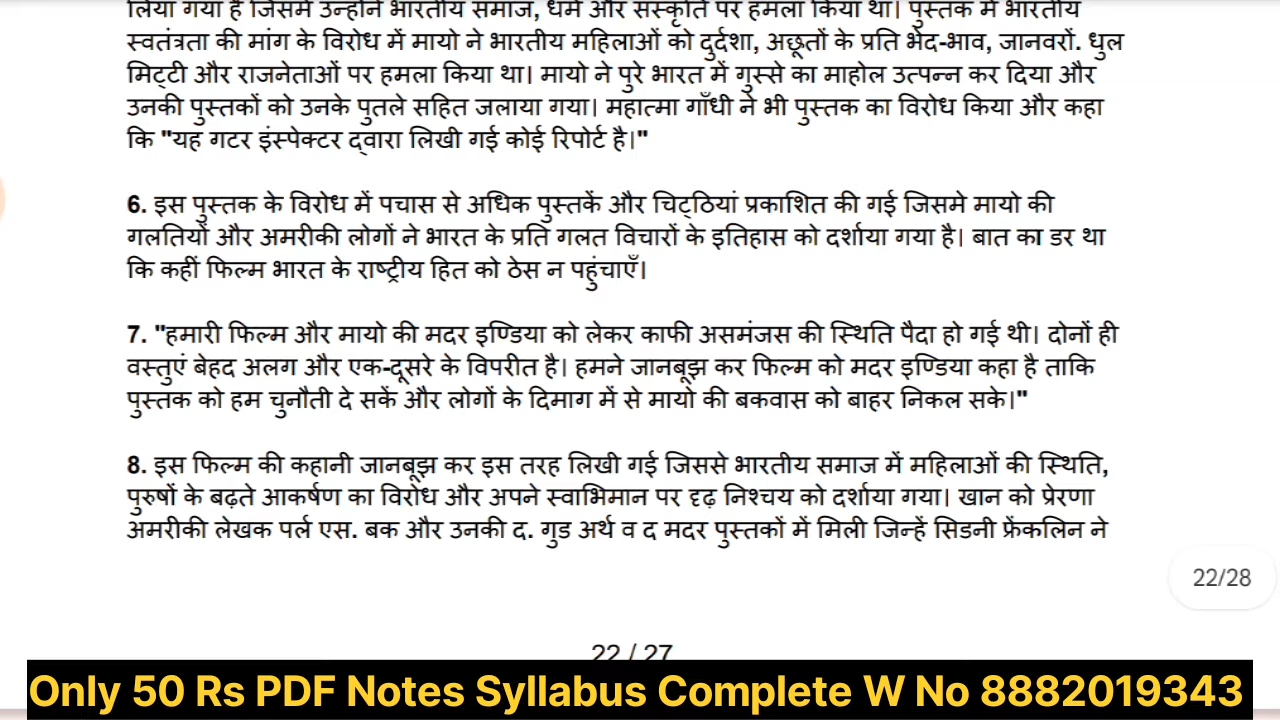 लिया गया है जिसमें उन्होंने भारतीय समाज, धर्म और संस्कृति पर हमला किया था। पुस्तक में भारतीय
स्वतंत्रता की मांग के विरोध में मायो ने भारतीय महिलाओं को दुर्दशा, अछूतों के प्रति भेद-भाव, जानवरों. धुल
मिट्टी और राजनेताओं पर हमला किया था। मायो ने पुरे भारत में गुस्से का माहोल उत्पन्न कर दिया और
उनकी पुस्तकों को उनके पुतले सहित जलाया गया। महात्मा गाँधी ने भी पुस्तक का विरोध किया और कहा
कि "यह गटर इंस्पेक्टर द्वारा लिखी गई कोई रिपोर्ट है।"
6. इस पुस्तक के विरोध में पचास से अधिक पुस्तकें और चिट्ठियां प्रकाशित की गई जिसमे मायो की
गलतियों और अमरीकी लोगों ने भारत के प्रति गलत विचारों के इतिहास को दर्शाया गया है। बात का डर था
कि कहीं फिल्म भारत के राष्ट्रीय हित को ठेस न पहुंचाएँ।
7. "हमारी फिल्म और मायो की मदर इण्डिया को लेकर काफी असमंजस की स्थिति पैदा हो गई थी। दोनों ही
वस्तुएं बेहद अलग और एक-दूसरे के विपरीत है। हमने जानबूझ कर फिल्म को मदर इण्डिया कहा है ताकि
पुस्तक को हम चुनौती दे सकें और लोगों के दिमाग में से मायो की बकवास को बाहर निकल सके।"
8. इस फिल्म की कहानी जानबूझ कर इस तरह लिखी गई जिससे भारतीय समाज में महिलाओं की स्थिति,
पुरुषों के बढ़ते आकर्षण का विरोध और अपने स्वाभिमान पर दृढ़ निश्चय को दर्शाया गया। खान को प्रेरणा
अमरीकी लेखक पर्ल एस. बक और उनकी द. गुड अर्थ व द मदर पुस्तकों में मिली जिन्हें सिडनी फ्रेंकलिन ने
22/28
22 / 27
Only 50 Rs PDF Notes Syllabus Complete W No 8882019343